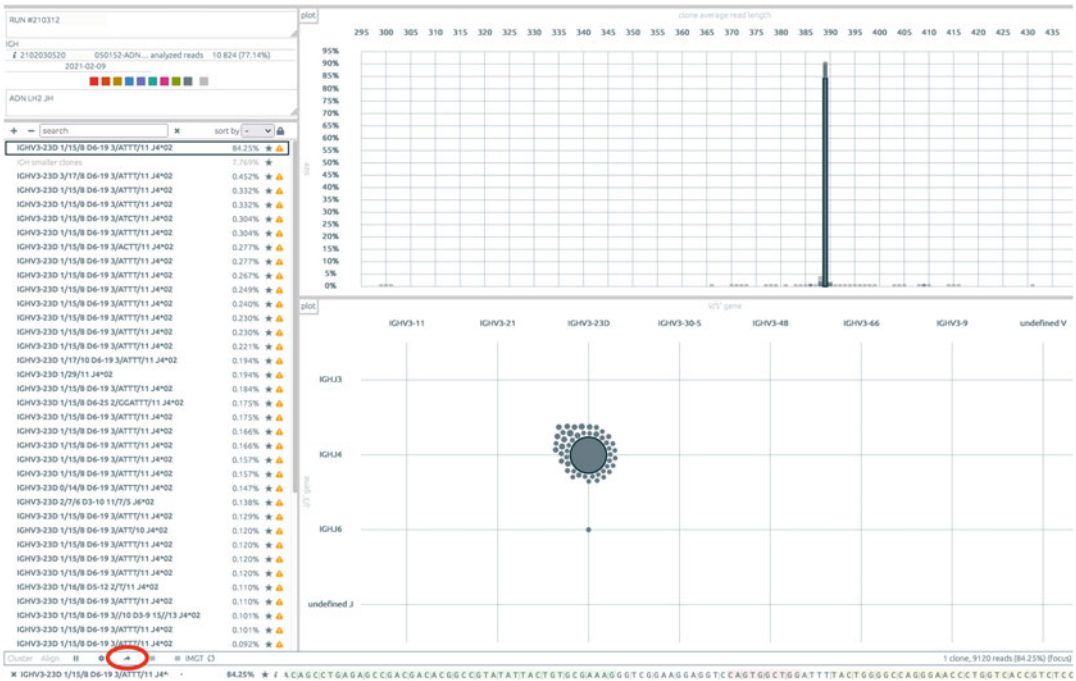 RUN #210312
IGH
i 2102030520 050152-ADN... analyzed reads 10 824 (77.14%)
2021-02-09
ADN LH2 JH
+ − search × sort by -
IGHV3-23D 1/15/8 D6-19 3/ATTT/11 J4*02 84.25% ★
IGH smaller clones 7.769% ★
IGHV3-23D 3/17/8 D6-19 3/ATTT/11 J4*02 0.452% ★
IGHV3-23D 1/15/8 D6-19 3/ATTT/11 J4*02 0.332% ★
IGHV3-23D 1/15/8 D6-19 3/ATTT/11 J4*02 0.332% ★
IGHV3-23D 1/15/8 D6-19 3/ATCT/11 J4*02 0.304% ★
IGHV3-23D 1/15/8 D6-19 3/ATTT/11 J4*02 0.304% ★
IGHV3-23D 1/15/8 D6-19 3/ACTT/11 J4*02 0.277% ★
IGHV3-23D 1/15/8 D6-19 3/ATTT/11 J4*02 0.277% ★
IGHV3-23D 1/15/8 D6-19 3/ATTT/11 J4*02 0.267% ★
IGHV3-23D 1/15/8 D6-19 3/ATTT/11 J4*02 0.249% ★
IGHV3-23D 1/15/8 D6-19 3/ATTT/11 J4*02 0.240% ★
IGHV3-23D 1/15/8 D6-19 3/ATTT/11 J4*02 0.230% ★
IGHV3-23D 1/15/8 D6-19 3/ATTT/11 J4*02 0.230% ★
IGHV3-23D 1/15/8 D6-19 3/ATTT/11 J4*02 0.221% ★
IGHV3-23D 1/17/10 D6-19 3/ATTT/11 J4*02 0.194% ★
IGHV3-23D 1/29/11 J4*02 0.194% ★
IGHV3-23D 1/15/8 D6-19 3/ATTT/11 J4*02 0.184% ★
IGHV3-23D 1/15/8 D6-25 2/GGATTT/11 J4*02 0.175% ★
IGHV3-23D 1/15/8 D6-19 3/ATTT/11 J4*02 0.175% ★
IGHV3-23D 1/15/8 D6-19 3/ATTT/11 J4*02 0.166% ★
IGHV3-23D 1/15/8 D6-19 3/ATTT/11 J4*02 0.166% ★
IGHV3-23D 1/15/8 D6-19 3/ATTT/11 J4*02 0.157% ★
IGHV3-23D 1/15/8 D6-19 3/ATTT/11 J4*02 0.157% ★
IGHV3-23D 0/14/8 D6-19 3/ATTT/11 J4*02 0.147% ★
IGHV3-23D 2/7/6 D3-10 11/7/5 J6*02 0.138% ★
IGHV3-23D 1/15/8 D6-19 3/ATTT/11 J4*02 0.129% ★
IGHV3-23D 1/15/8 D6-19 3/ATT/10 J4*02 0.120% ★
IGHV3-23D 1/15/8 D6-19 3/ATTT/11 J4*02 0.120% ★
IGHV3-23D 1/15/8 D6-19 3/ATTT/11 J4*02 0.120% ★
IGHV3-23D 1/15/8 D6-19 3/ATTT/11 J4*02 0.120% ★
IGHV3-23D 1/16/8 D5-12 2/T/11 J4*02 0.110% ★
IGHV3-23D 1/15/8 D6-19 3/ATTT/11 J4*02 0.110% ★
IGHV3-23D 1/15/8 D6-19 3//10 D3-9 15//13 J4*02 0.101% ★
IGHV3-23D 1/15/8 D6-19 3/ATTT/11 J4*02 0.101% ★
IGHV3-23D 1/15/8 D6-19 3/ATTT/11 J4*02 0.092% ★
plot
clone average read length
295 300 305 310 315 320 325 330 335 340 345 350 355 360 365 370 375 380 385 390 395 400 405 410 415 420 425 430 435
95%
90%
85%
80%
75%
70%
65%
60%
55%
50%
45%
40%
35%
30%
25%
20%
15%
10%
5%
0%
size
plot
V/5' gene
IGHV3-11 IGHV3-21 IGHV3-23D IGHV3-30-5 IGHV3-48 IGHV3-66 IGHV3-9 undefined V
IGHJ3
IGHJ4
IGHJ6
undefined J
J/3' gene
Cluster Align IMGT
1 clone, 9120 reads (84.25%) (focus)
× IGHV3-23D 1/15/8 D6-19 3/ATTT/11 J4* 84.25% ★ i ACAGCCTGAGAGCCGACGACACGGCCGTATATTACTGTGCGAAAGGGTCGGAAGGAGGTCCAGTGGCTGGATTTTACTGGGGCCAGGGAACCCTGGTCACCGTCTCC